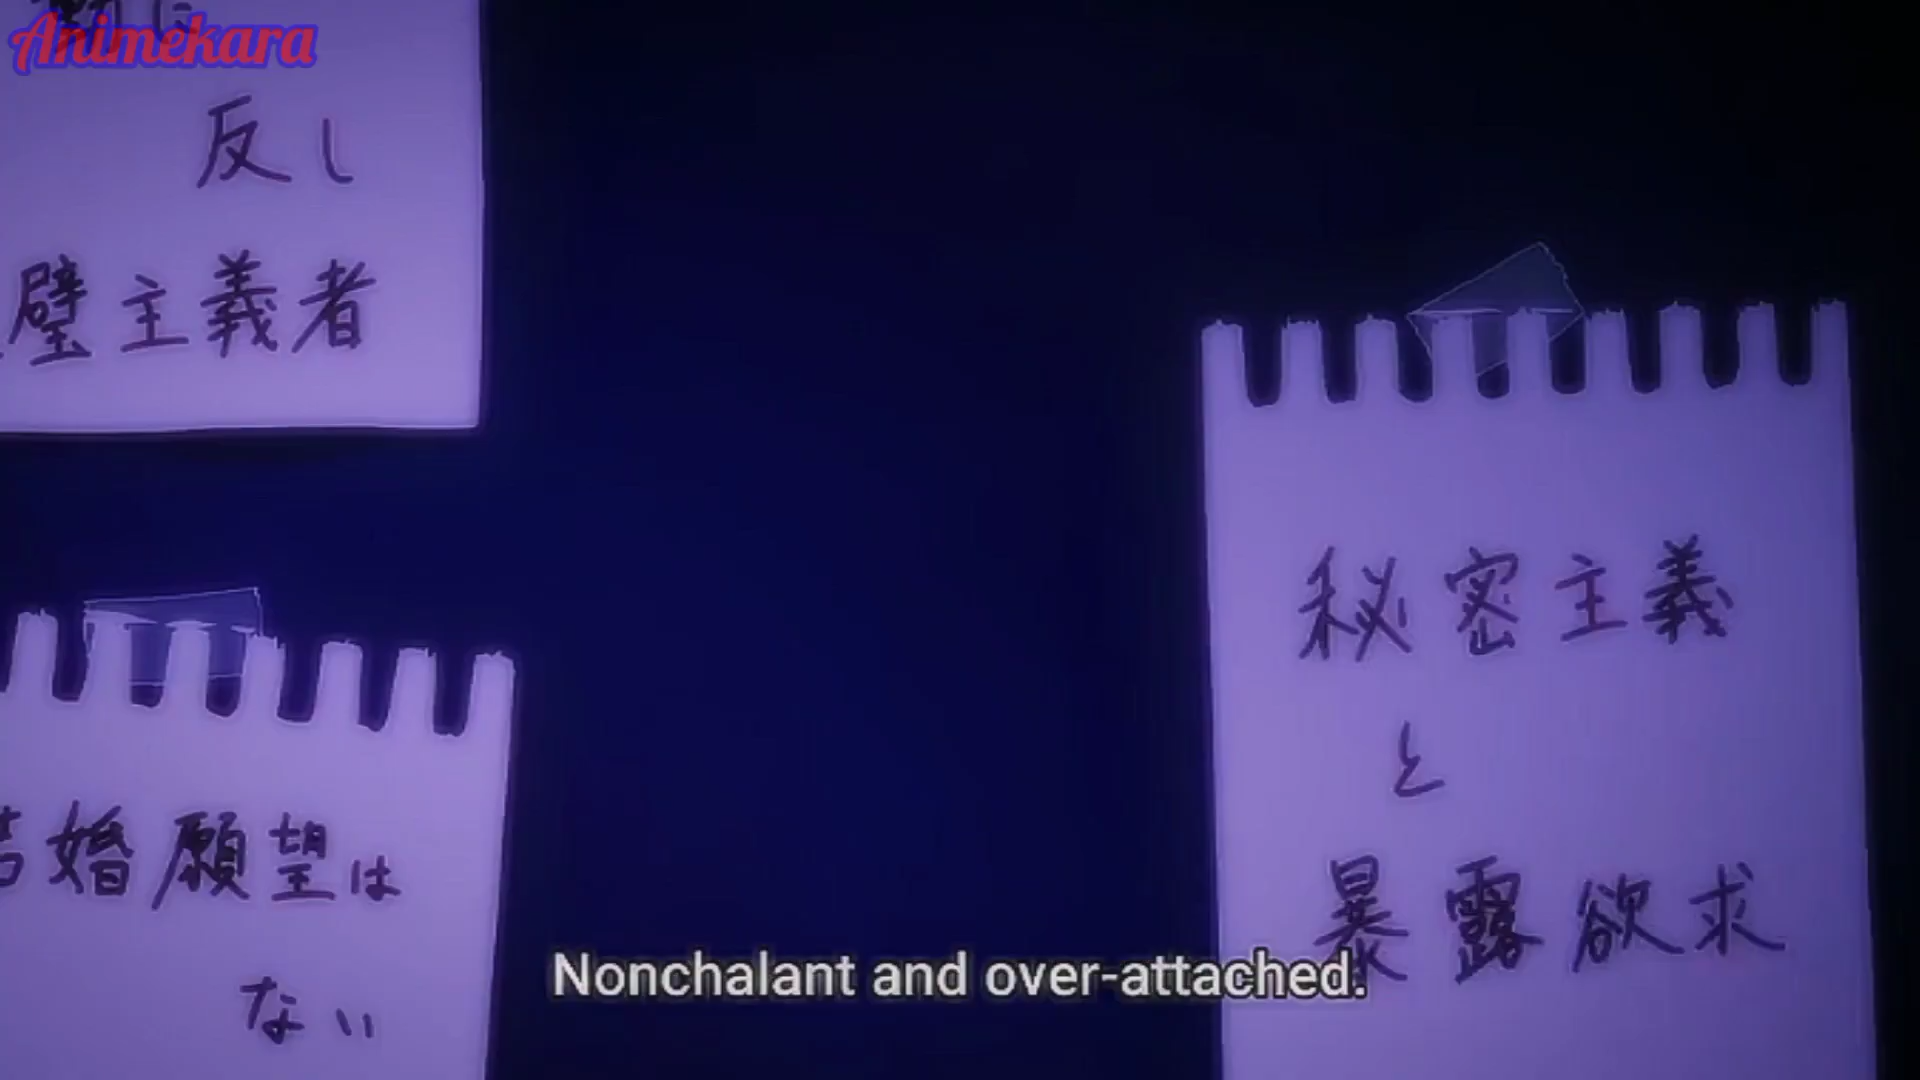 Animekara
反し
璧主義者
婚願望は
ない
秘密主義
と
暴露欲求
Nonchalant and over-attached.